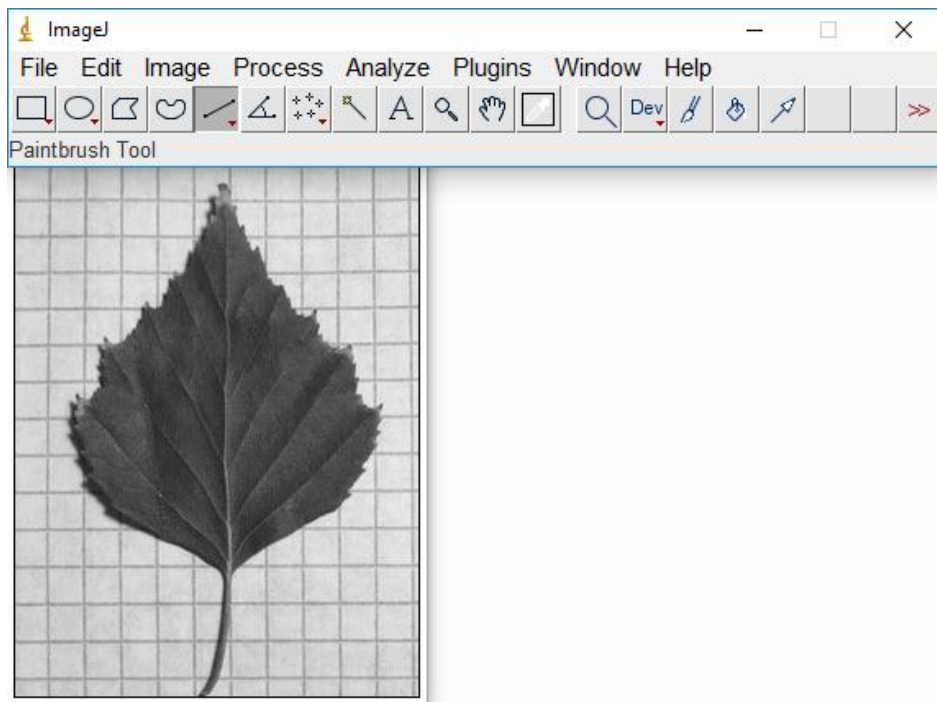 ImageJ
File Edit Image Process Analyze Plugins Window Help
A Dev >>
Paintbrush Tool